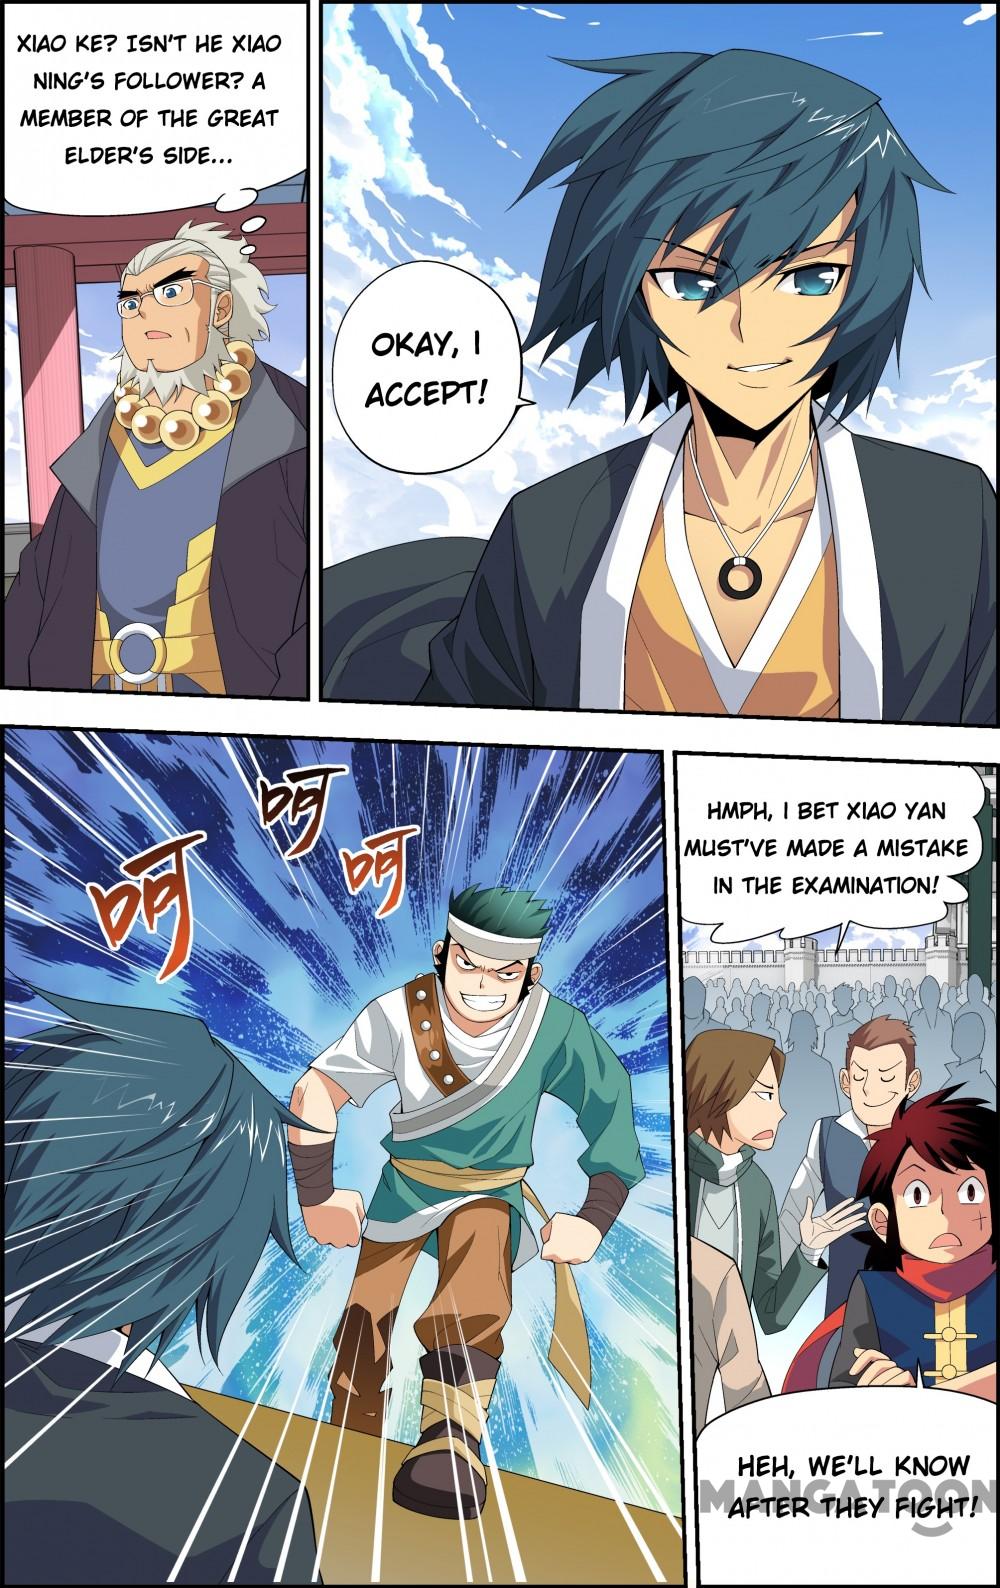 XIAO KE? ISN'T HE XIAO
NING'S FOLLOWER? A
MEMBER OF THE GREAT
ELDER'S SIDE...
OKAY, I
ACCEPT!
呵
呵
呵
HMPH, I BET XIAO YAN
MUST'VE MADE A MISTAKE
IN THE EXAMINATION!
HEH, WE'LL KNOW
AFTER THEY FIGHT!
MANGATOON